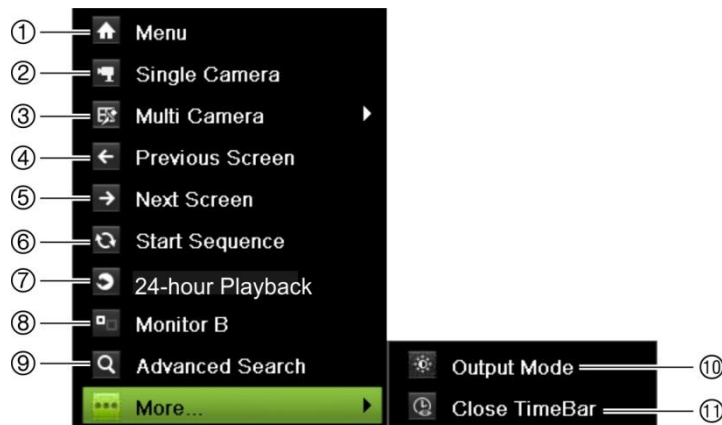 ① Menu
② Single Camera
③ Multi Camera
④ Previous Screen
⑤ Next Screen
⑥ Start Sequence
⑦ 24-hour Playback
⑧ Monitor B
⑨ Advanced Search
More...
Output Mode ⑩
Close TimeBar ⑪